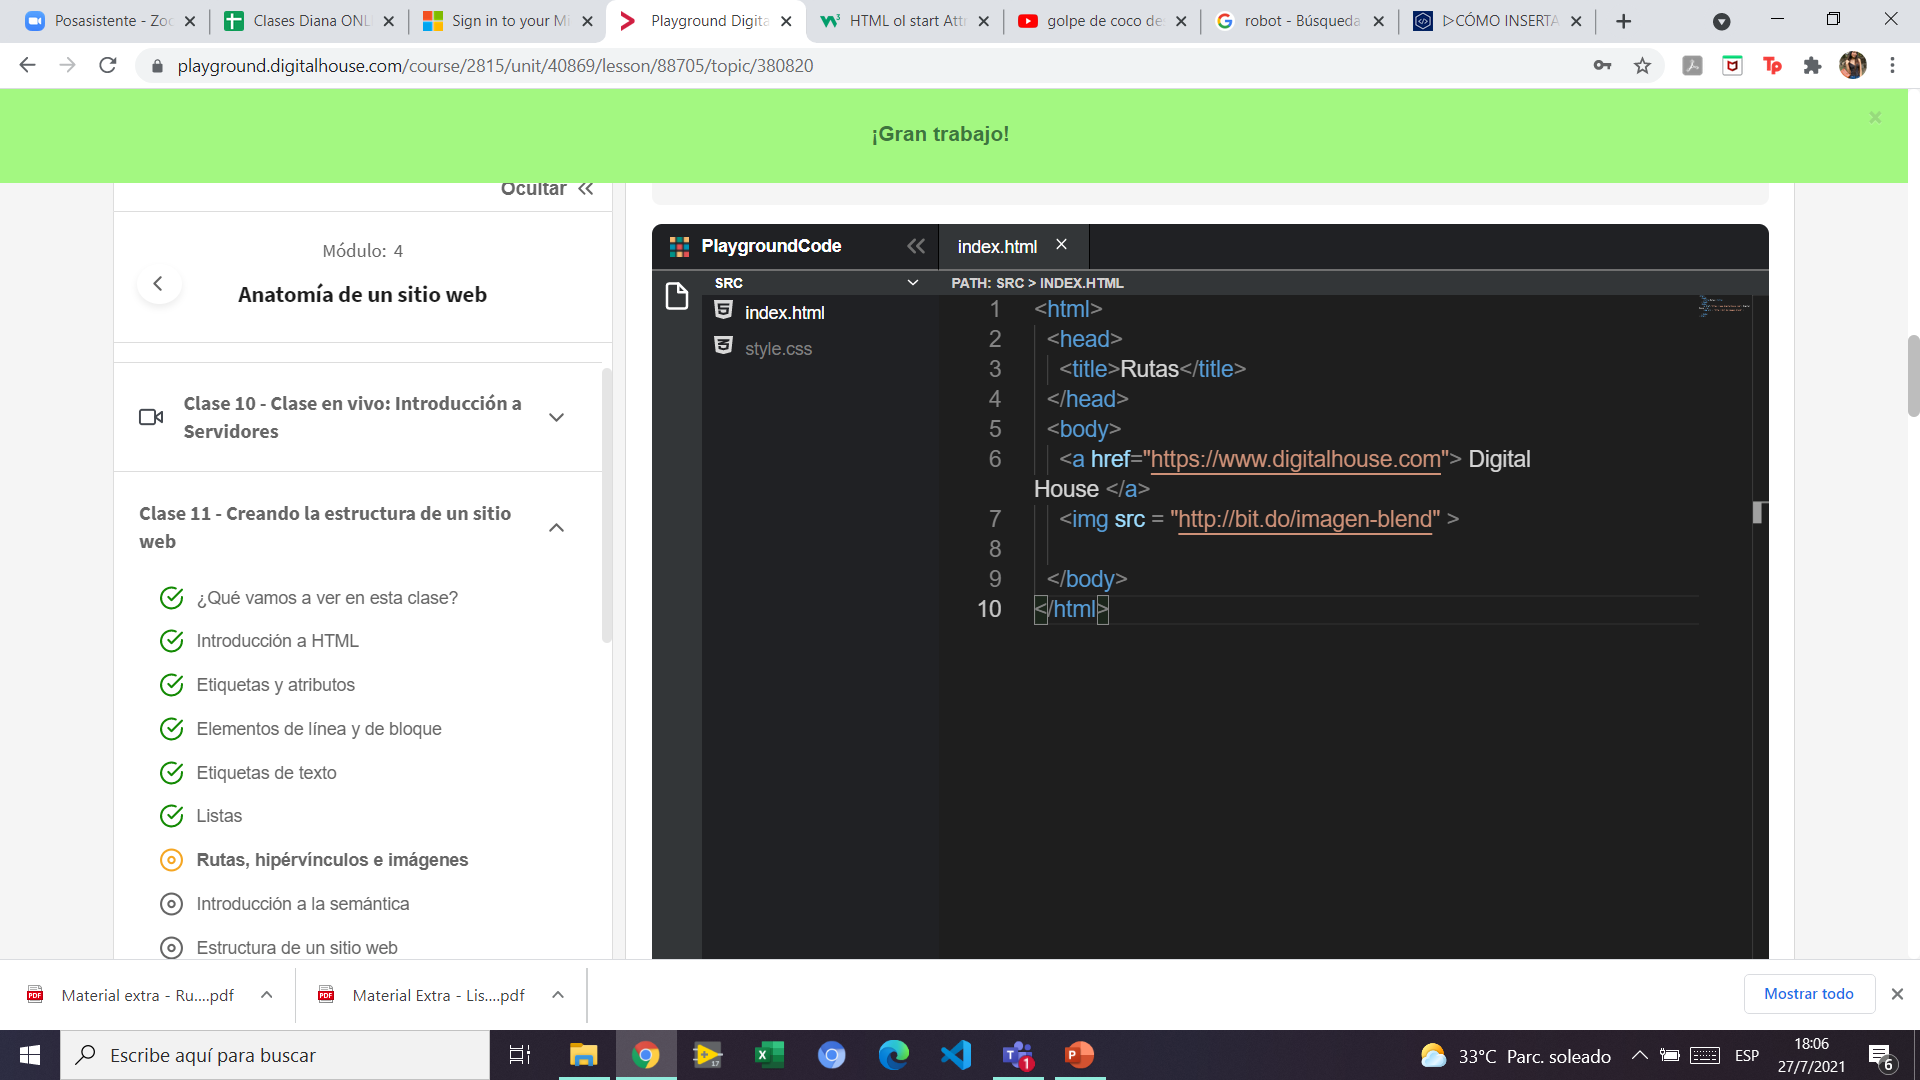 Posasistente - Zoo
Clases Diana ONLI
Sign in to your Mi
Playground Digita
HTML ol start Attr
golpe de coco de
robot - Búsqueda
▷CÓMO INSERTA
playground.digitalhouse.com/course/2815/unit/40869/lesson/88705/topic/380820
¡Gran trabajo!
Ocultar
Módulo: 4
Anatomía de un sitio web
Clase 10 - Clase en vivo: Introducción a
Servidores
Clase 11 - Creando la estructura de un sitio
web
¿Qué vamos a ver en esta clase?
Introducción a HTML
Etiquetas y atributos
Elementos de línea y de bloque
Etiquetas de texto
Listas
Rutas, hipérvínculos e imágenes
Introducción a la semántica
Estructura de un sitio web
PlaygroundCode
index.html
SRC
index.html
style.css
PATH: SRC > INDEX.HTML
1 <html>
2 <head>
3 <title>Rutas</title>
4 </head>
5 <body>
6 <a href="https://www.digitalhouse.com"> Digital
House </a>
7 <img src = "http://bit.do/imagen-blend" >
8
9 </body>
10 </html>
Material extra - Ru....pdf
Material Extra - Lis....pdf
Mostrar todo
Escribe aquí para buscar
33°C Parc. soleado
ESP
18:06
27/7/2021
6